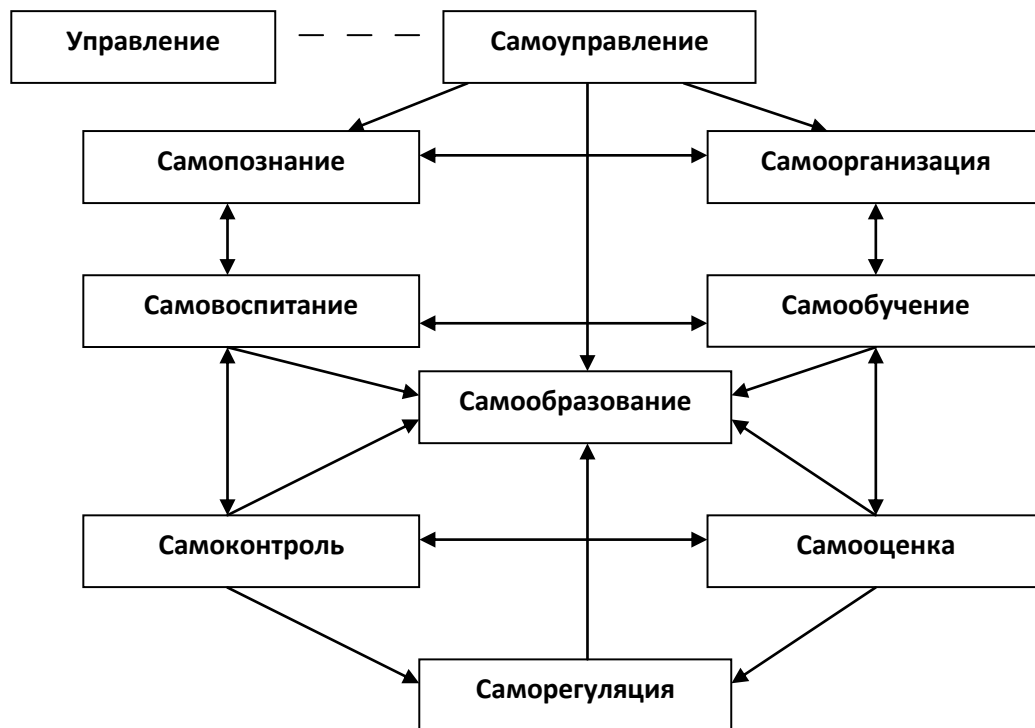 Управление
Самоуправление
Самопознание
Самоорганизация
Самовоспитание
Самообучение
Самообразование
Самоконтроль
Самооценка
Саморегуляция